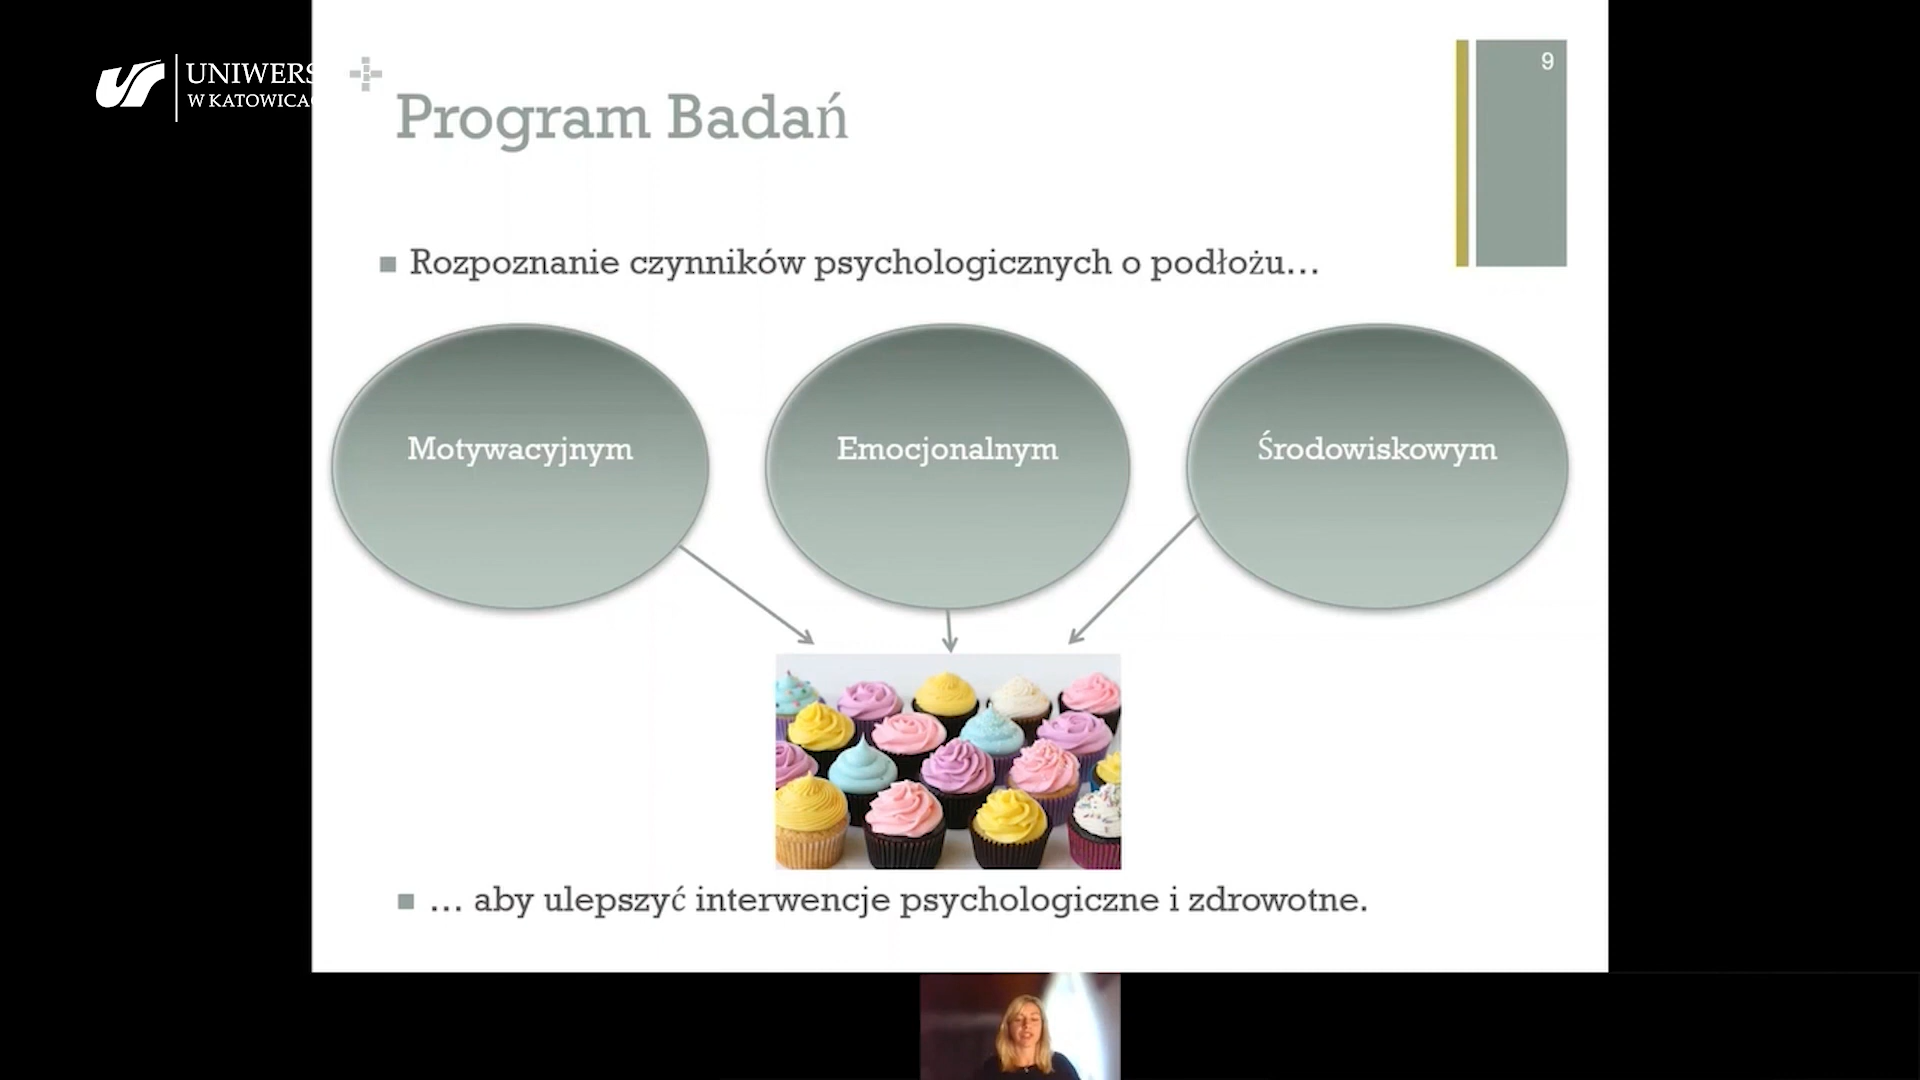 UNIWERS
W KATOWICA
9
Program Badań
Rozpoznanie czynników psychologicznych o podłożu...
Motywacyjnym
Emocjonalnym
Środowiskowym
... aby ulepszyć interwencje psychologiczne i zdrowotne.